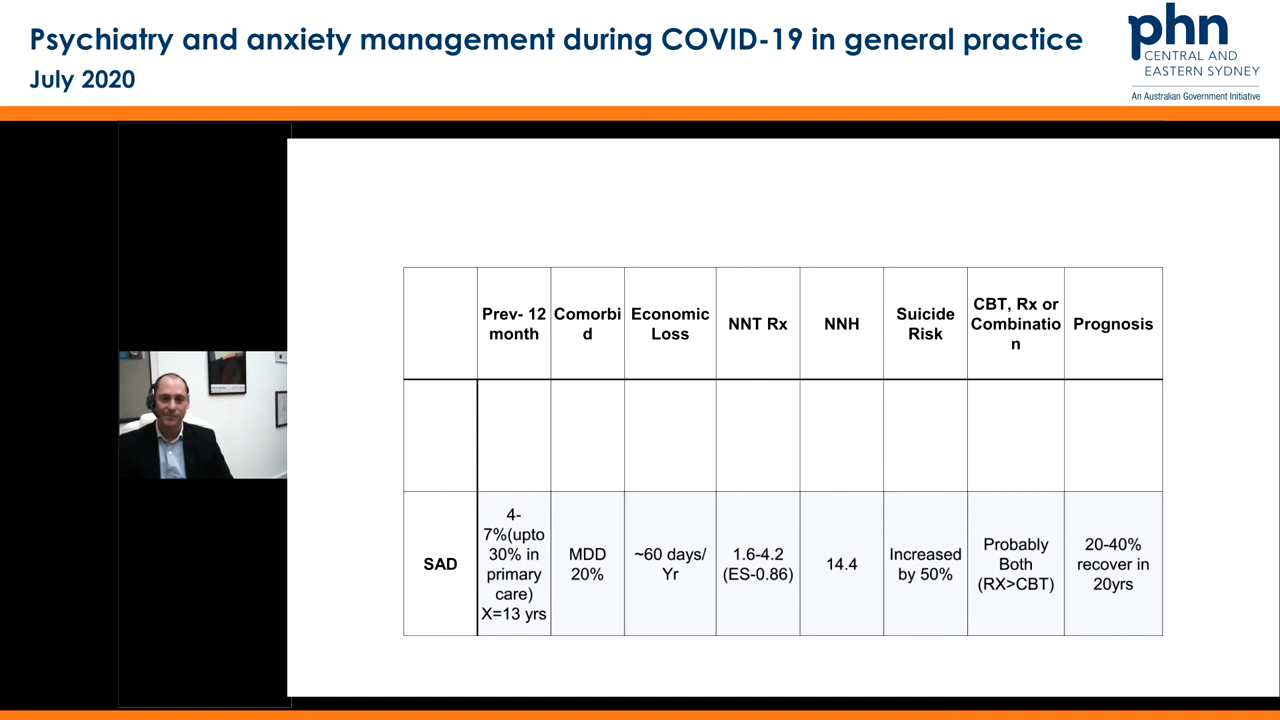 Psychiatry and anxiety management during COVID-19 in general practice
July 2020
phn
CENTRAL AND
EASTERN SYDNEY
An Australian Government Initiative
Prev- 12
month
Comorbi
d
Economic
Loss
NNT Rx
NNH
Suicide
Risk
CBT, Rx or
Combinatio
n
Prognosis
SAD
4-
7%(upto
30% in
primary
care)
X=13 yrs
MDD
20%
~60 days/
Yr
1.6-4.2
(ES-0.86)
14.4
Increased
by 50%
Probably
Both
(RX>CBT)
20-40%
recover in
20yrs